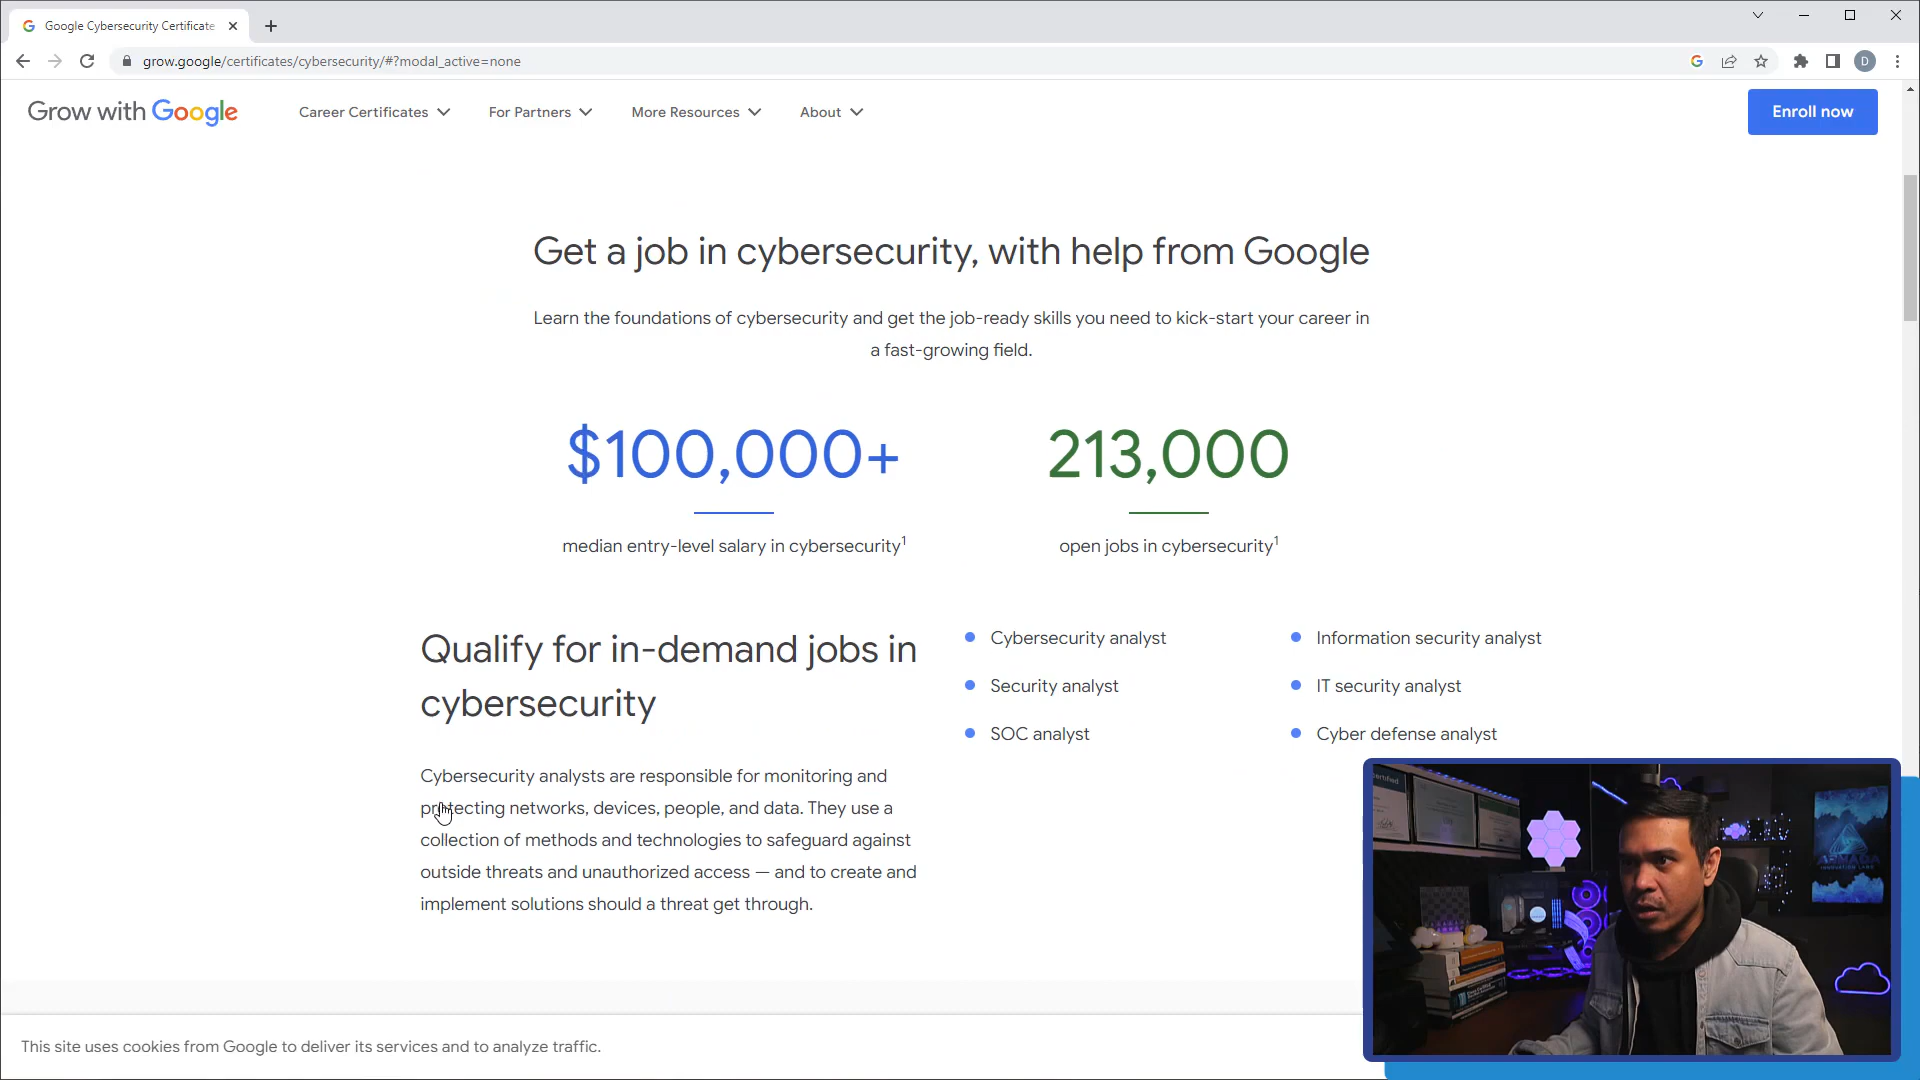 Google Cybersecurity Certificate
grow.google/certificates/cybersecurity/#?modal_active=none
D
Grow with Google
Career Certificates
For Partners
More Resources
About
Enroll now
Get a job in cybersecurity, with help from Google
Learn the foundations of cybersecurity and get the job-ready skills you need to kick-start your career in
a fast-growing field.
$100,000+
213,000
median entry-level salary in cybersecurity1
open jobs in cybersecurity1
Qualify for in-demand jobs in
cybersecurity
Cybersecurity analyst
Information security analyst
Security analyst
IT security analyst
SOC analyst
Cyber defense analyst
Cybersecurity analysts are responsible for monitoring and
protecting networks, devices, people, and data. They use a
collection of methods and technologies to safeguard against
outside threats and unauthorized access — and to create and
implement solutions should a threat get through.
This site uses cookies from Google to deliver its services and to analyze traffic.